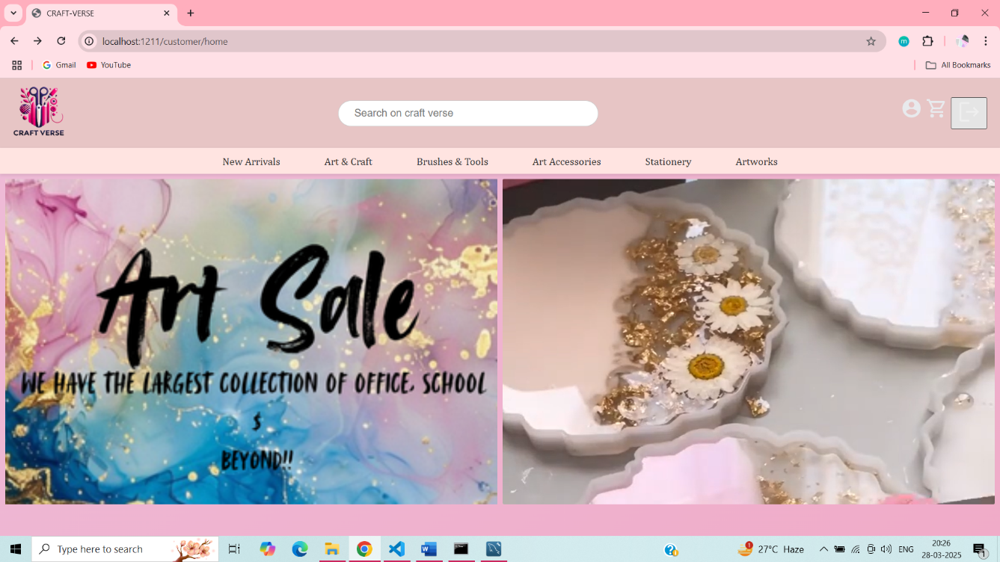 CRAFT-VERSE
localhost:1211/customer/home
Gmail
YouTube
All Bookmarks
CRAFT VERSE
Search on craft verse
New Arrivals
Art & Craft
Brushes & Tools
Art Accessories
Stationery
Artworks
Art Sale
WE HAVE THE LARGEST COLLECTION OF OFFICE, SCHOOL
$
BEYOND!!
Type here to search
1
27°C Haze
ENG
20:26
28-03-2025
1